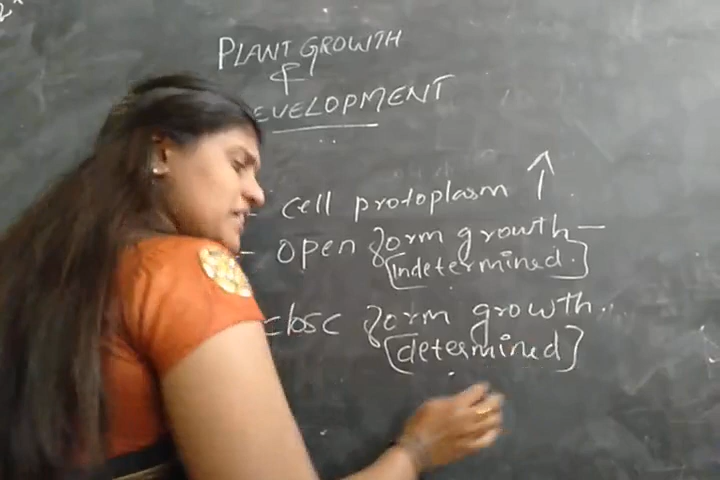 PLANT GROWTH
&
EVELOPMENT
- cell protoplasm ↑
- open form growth -
[indetermined.]
close form growth..
[determined]